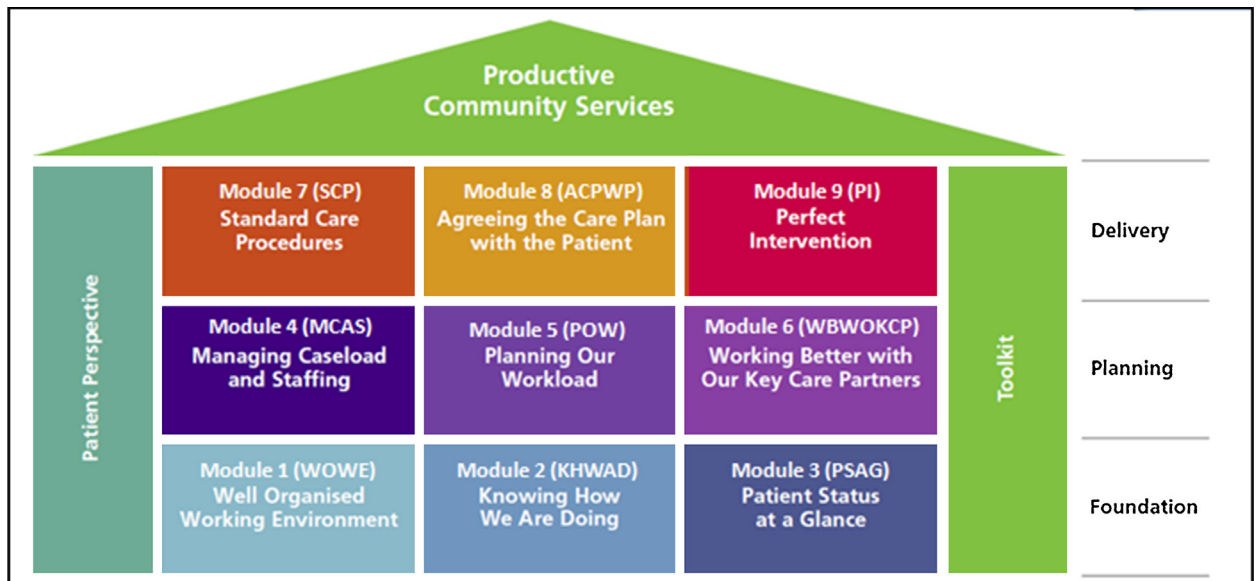 Productive
Community Services
Patient Perspective
Module 7 (SCP)
Standard Care
Procedures
Module 8 (ACPWP)
Agreeing the Care Plan
with the Patient
Module 9 (PI)
Perfect
Intervention
Delivery
Module 4 (MCAS)
Managing Caseload
and Staffing
Module 5 (POW)
Planning Our
Workload
Module 6 (WBWOKCP)
Working Better with
Our Key Care Partners
Planning
Module 1 (WOWE)
Well Organised
Working Environment
Module 2 (KHWAD)
Knowing How
We Are Doing
Module 3 (PSAG)
Patient Status
at a Glance
Foundation
Toolkit